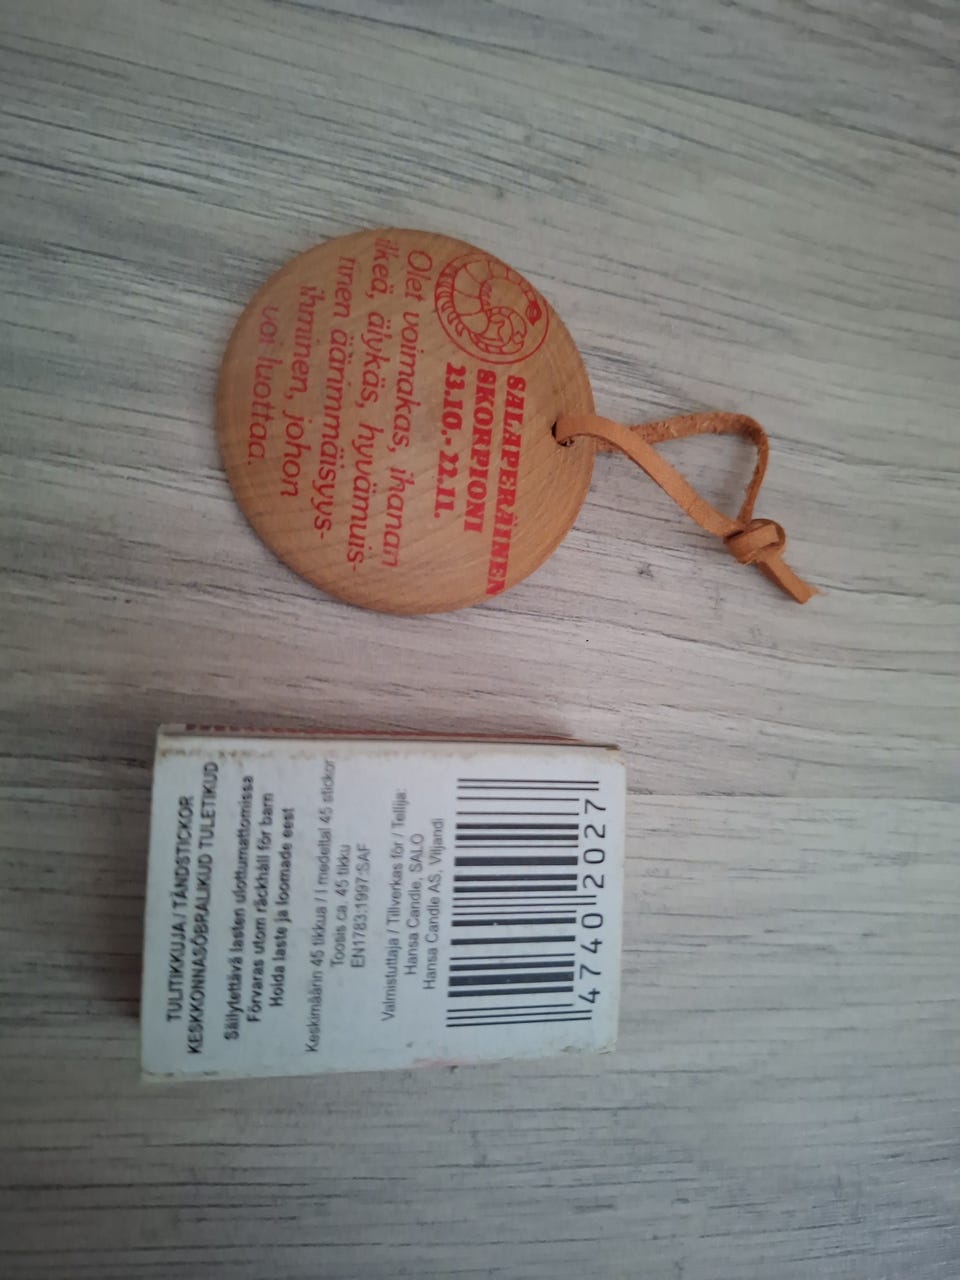 SALAPERÄINEN
SKORPIONI
23.10.-22.11.
Olet voimakas, ihanan
ilkeä, älykäs, hyvämuis-
tinen äärimmäisyys-
ihminen, johon
voi luottaa.
TULITIKKUJA / TÄNDSTICKOR
KESKKONNASÕBRALIKUD TULETIKUD
Säilytettävä lasten ulottumattomissa
Förvaras utom räckhåll för barn
Hoida laste ja loomade eest
Keskimäärin 45 tikkua / I medeltal 45 stickor
Toosis ca. 45 tikku
EN1783:1997:SAF
Valmistuttaja / Tillverkas för / Tellija:
Hansa Candle, SALO
Hansa Candle AS, Viljandi
4740 2027